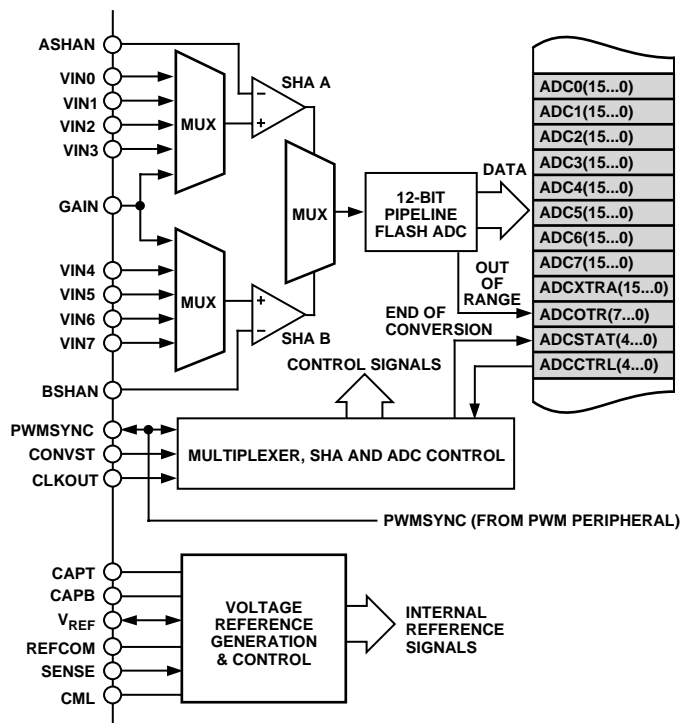 ASHAN
VIN0
VIN1
VIN2
VIN3
GAIN
VIN4
VIN5
VIN6
VIN7
BSHAN
PWMSYNC
CONVST
CLKOUT
CAPT
CAPB
VREF
REFCOM
SENSE
CML
MUX
MUX
SHA A
SHA B
MUX
12-BIT
PIPELINE
FLASH ADC
DATA
OUT
OF
RANGE
END OF
CONVERSION
CONTROL SIGNALS
ADC0(15...0)
ADC1(15...0)
ADC2(15...0)
ADC3(15...0)
ADC4(15...0)
ADC5(15...0)
ADC6(15...0)
ADC7(15...0)
ADCXTRA(15...0)
ADCOTR(7...0)
ADCSTAT(4...0)
ADCCTRL(4...0)
MULTIPLEXER, SHA AND ADC CONTROL
PWMSYNC (FROM PWM PERIPHERAL)
VOLTAGE
REFERENCE
GENERATION
& CONTROL
INTERNAL
REFERENCE
SIGNALS